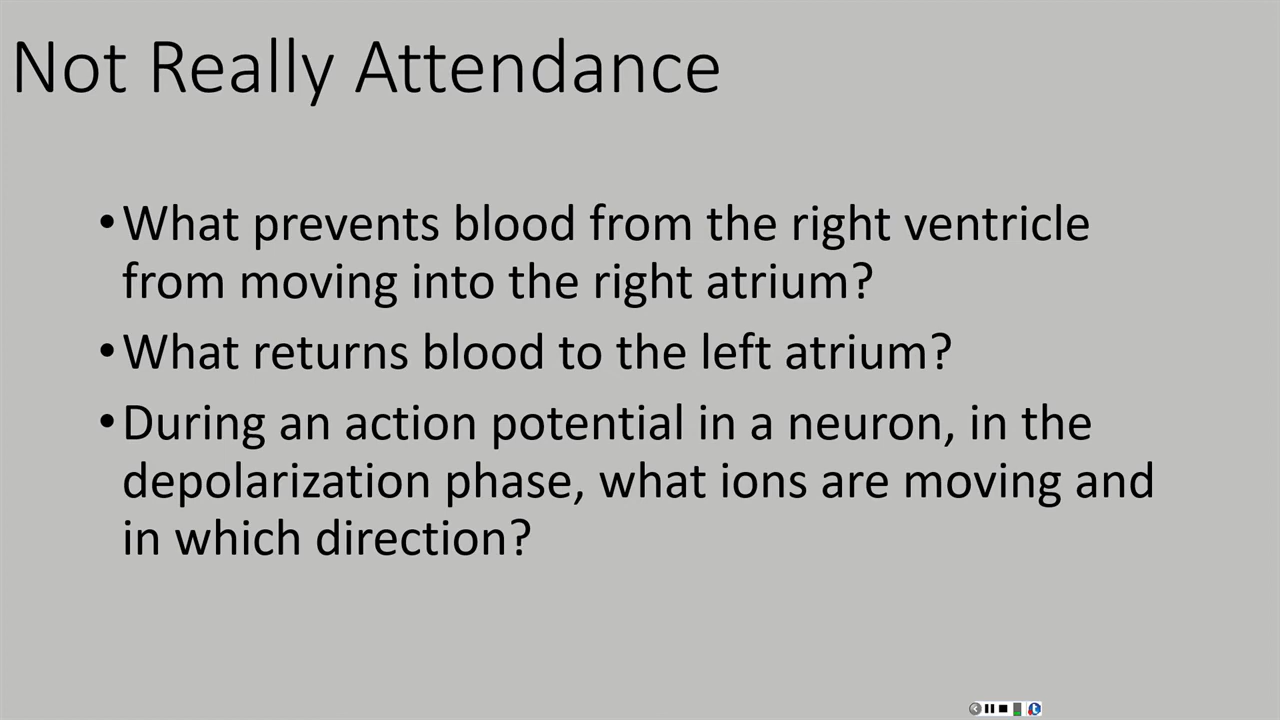 Not Really Attendance
•What prevents blood from the right ventricle
from moving into the right atrium?
•What returns blood to the left atrium?
•During an action potential in a neuron, in the
depolarization phase, what ions are moving and
in which direction?